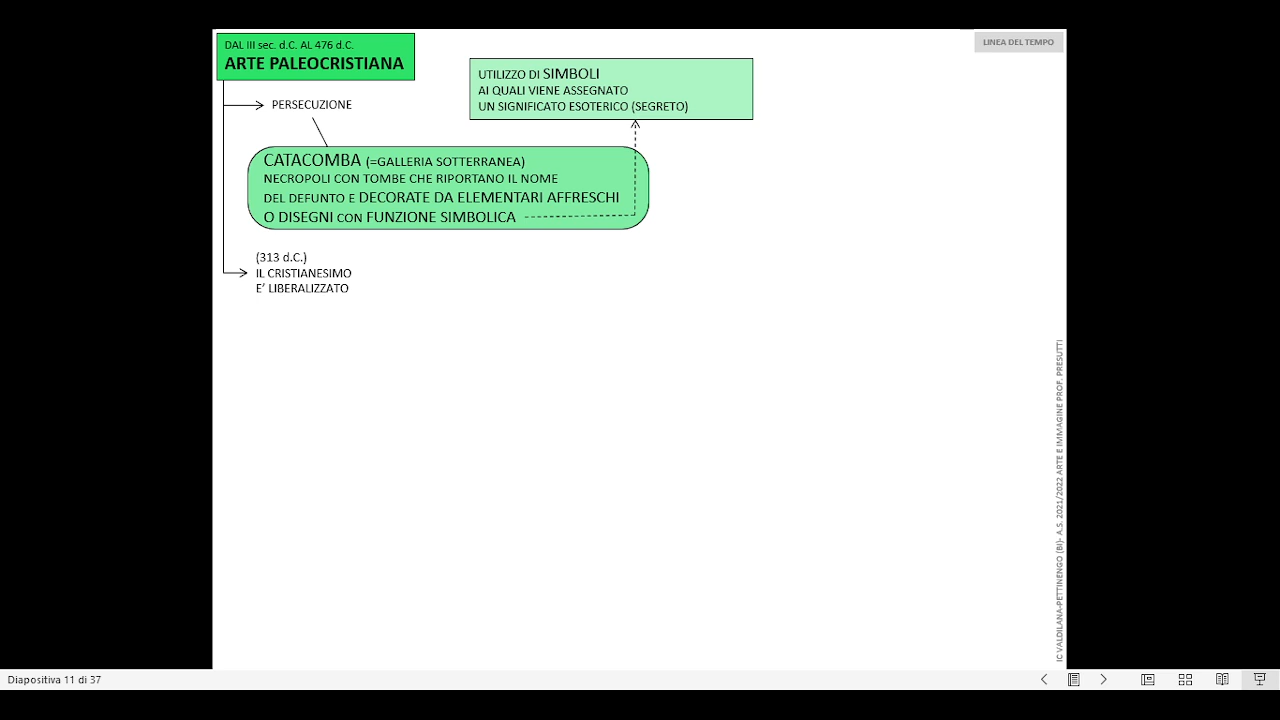 DAL III sec. d.C. AL 476 d.C.
ARTE PALEOCRISTIANA
LINEA DEL TEMPO
UTILIZZO DI SIMBOLI
AI QUALI VIENE ASSEGNATO
UN SIGNIFICATO ESOTERICO (SEGRETO)
PERSECUZIONE
CATACOMBA (=GALLERIA SOTTERRANEA)
NECROPOLI CON TOMBE CHE RIPORTANO IL NOME
DEL DEFUNTO E DECORATE DA ELEMENTARI AFFRESCHI
O DISEGNI CON FUNZIONE SIMBOLICA
(313 d.C.)
IL CRISTIANESIMO
E’ LIBERALIZZATO
IC VALDILANA-PETTINENGO (BI)- A.S. 2021/2022 ARTE E IMMAGINE PROF. PRESUTTI
Diapositiva 11 di 37